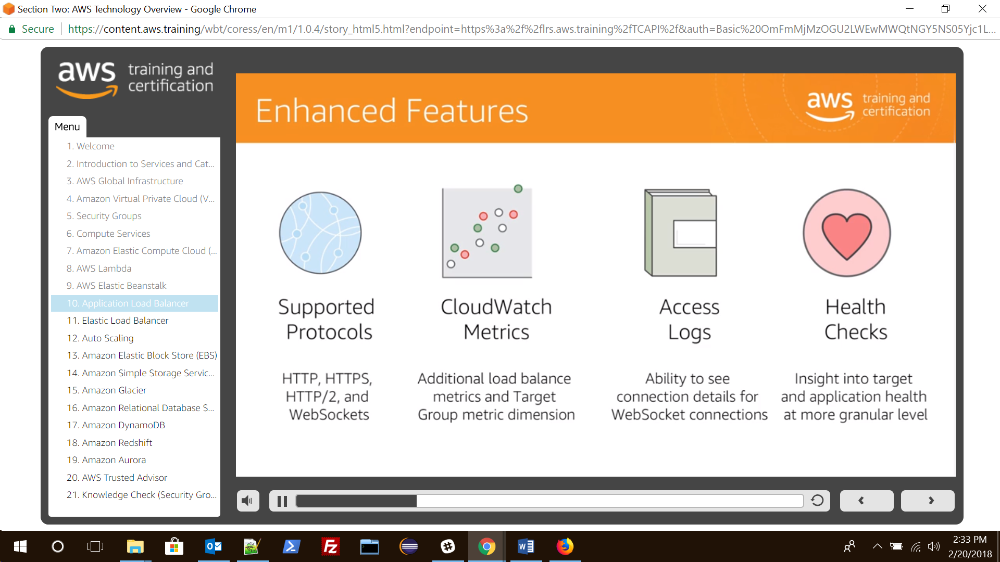 Section Two: AWS Technology Overview - Google Chrome
Secure
https://content.aws.training/wbt/coress/en/m1/1.0.4/story_html5.html?endpoint=https%3a%2f%2flrs.aws.training%2fTCAPI%2f&auth=Basic%20OmFmMjMzOGU2LWEwMWQtNGY5NS05Yjc1L...
aws training and
certification
Menu
1. Welcome
2. Introduction to Services and Cat...
3. AWS Global Infrastructure
4. Amazon Virtual Private Cloud (V...
5. Security Groups
6. Compute Services
7. Amazon Elastic Compute Cloud (...
8. AWS Lambda
9. AWS Elastic Beanstalk
10. Application Load Balancer
11. Elastic Load Balancer
12. Auto Scaling
13. Amazon Elastic Block Store (EBS)
14. Amazon Simple Storage Servic...
15. Amazon Glacier
16. Amazon Relational Database S...
17. Amazon DynamoDB
18. Amazon Redshift
19. Amazon Aurora
20. AWS Trusted Advisor
21. Knowledge Check (Security Gro...
Enhanced Features
aws training and
certification
Supported
Protocols
HTTP, HTTPS,
HTTP/2, and
WebSockets
CloudWatch
Metrics
Additional load balance
metrics and Target
Group metric dimension
Access
Logs
Ability to see
connection details for
WebSocket connections
Health
Checks
Insight into target
and application health
at more granular level
2:33 PM
2/20/2018